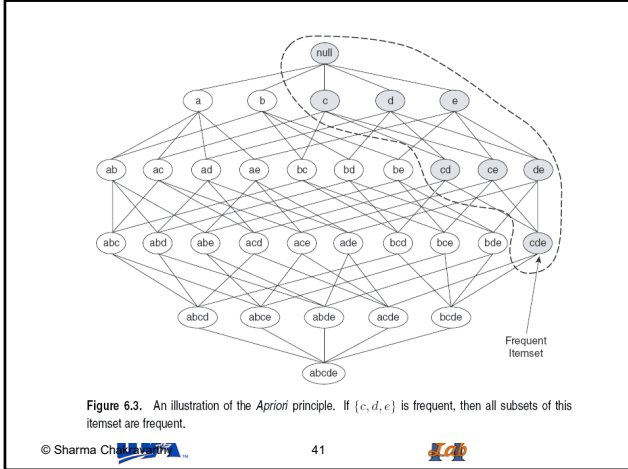 null
a b c d e
ab ac ad ae bc bd be cd ce de
abc abd abe acd ace ade bcd bce bde cde
abcd abce abde acde bcde
Frequent
Itemset
abcde
Figure 6.3. An illustration of the Apriori principle. If {c, d, e} is frequent, then all subsets of this
itemset are frequent.
© Sharma Chakravarthy 41 Lab